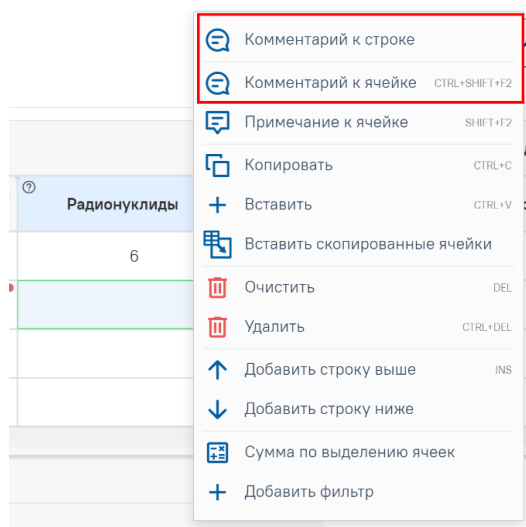 Комментарий к строке
Комментарий к ячейке CTRL+SHIFT+F2
Примечание к ячейке SHIFT+F2
Копировать CTRL+C
Радионуклиды
Вставить CTRL+V
6
Вставить скопированные ячейки
Очистить DEL
Удалить CTRL+DEL
Добавить строку выше INS
Добавить строку ниже
Сумма по выделению ячеек
Добавить фильтр